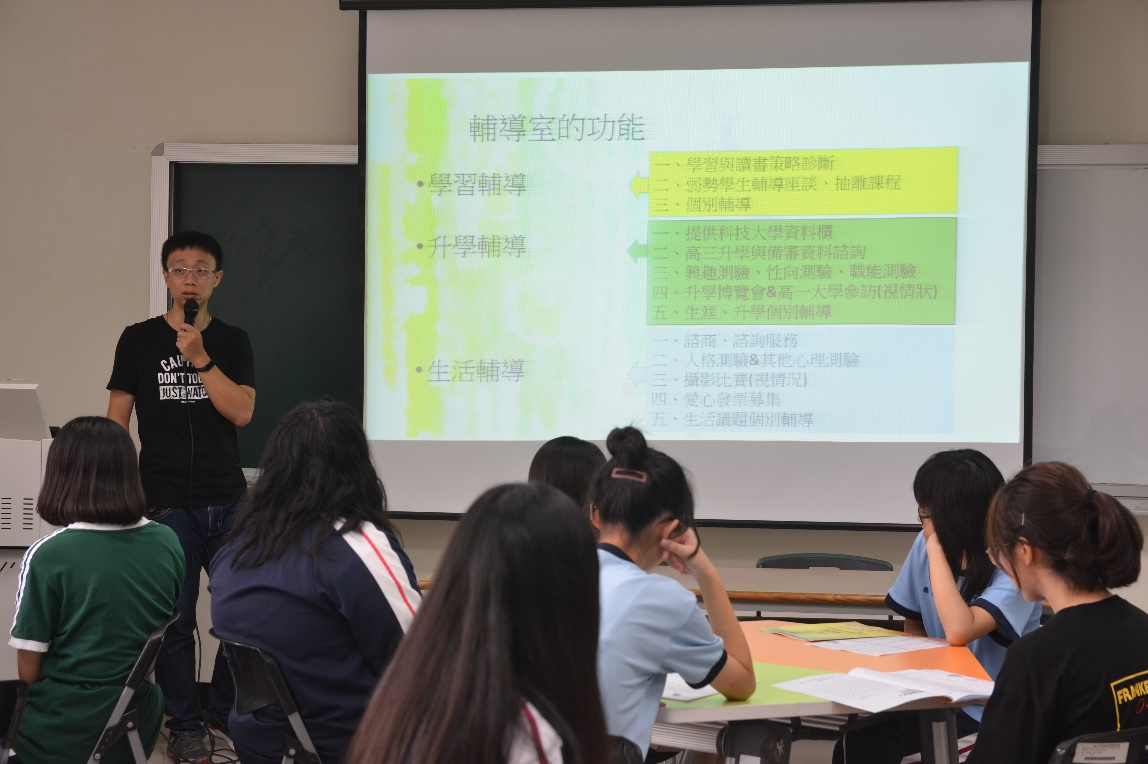 輔導室的功能
•學習輔導
一、學習與讀書策略診斷
二、弱勢學生輔導座談、抽離課程
三、個別輔導
•升學輔導
一、提供科技大學資料櫃
二、高三升學與備審資料諮詢
三、興趣測驗、性向測驗、職能測驗
四、升學博覽會&高一大學參訪(視情狀)
五、生涯、升學個別輔導
•生活輔導
一、諮商、諮詢服務
二、人格測驗&其他心理測驗
三、攝影比賽(視情況)
四、愛心發票募集
五、生活議題個別輔導
DON'T
JUST